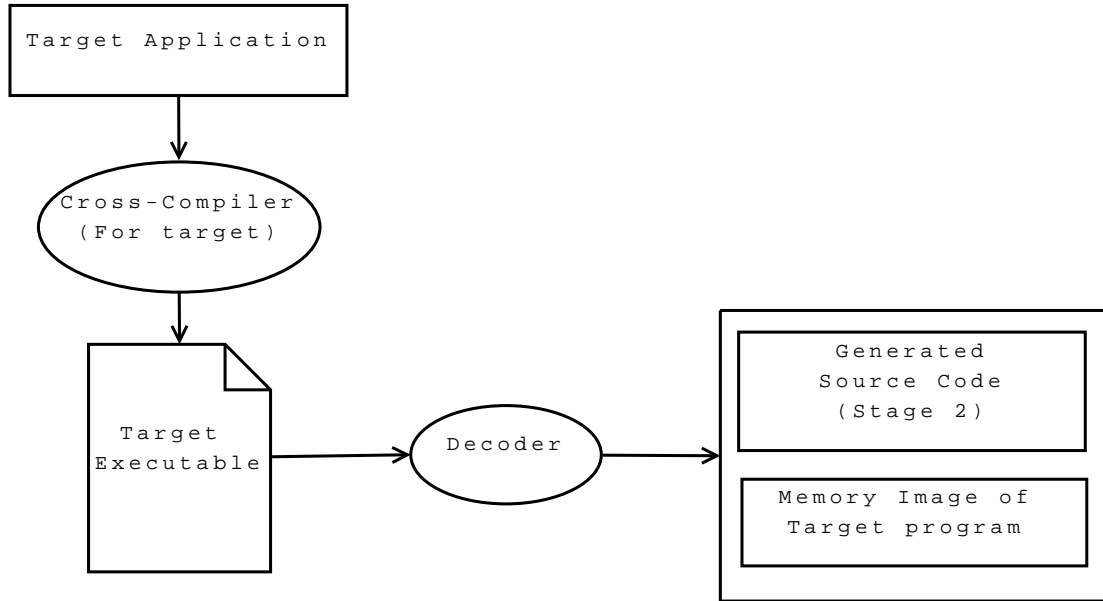 Target Application
Cross-Compiler
(For target)
Target
Executable
Decoder
Generated
Source Code
(Stage 2)
Memory Image of
Target program